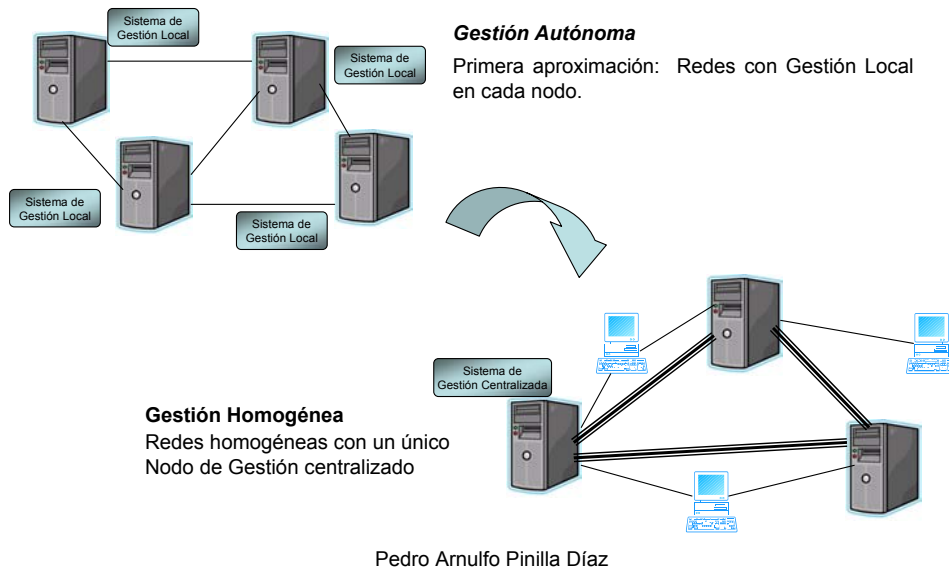 Sistema de
Gestión Local
Sistema de
Gestión Local
Gestión Autónoma
Primera aproximación: Redes con Gestión Local
en cada nodo.
Sistema de
Gestión Local
Sistema de
Gestión Local
Sistema de
Gestión Centralizada
Gestión Homogénea
Redes homogéneas con un único
Nodo de Gestión centralizado
Pedro Arnulfo Pinilla Díaz